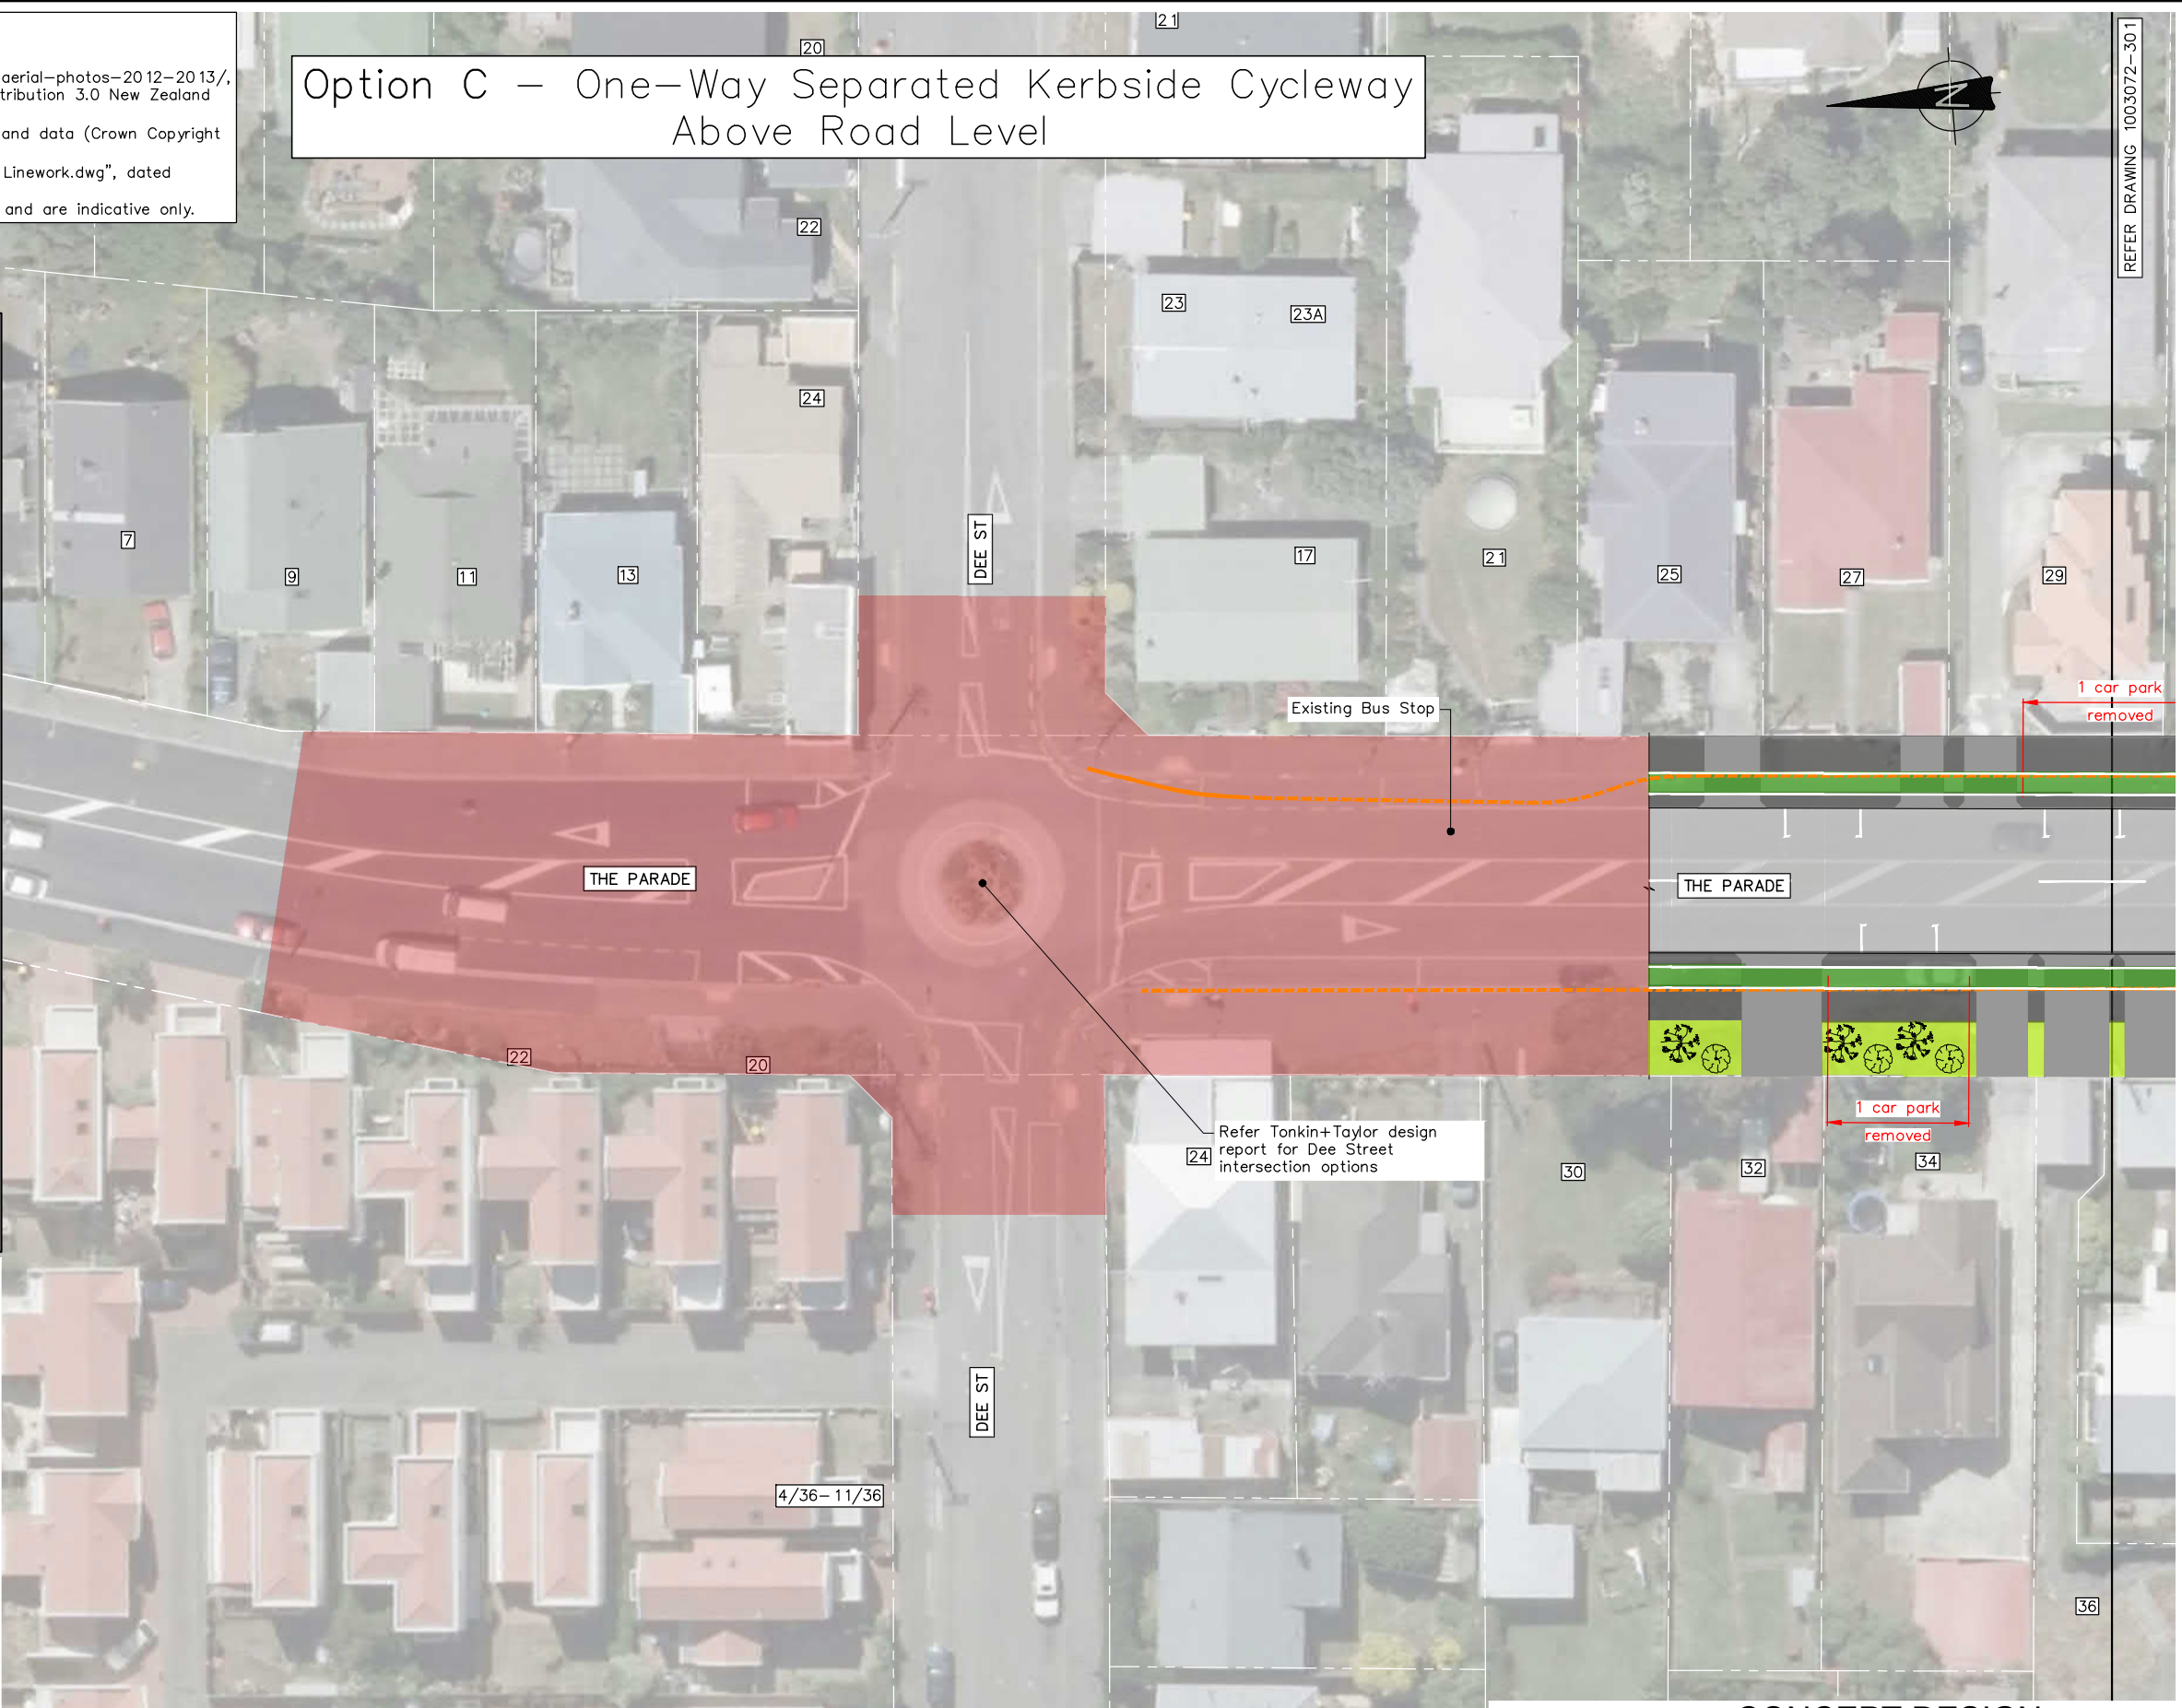 aerial-photos-2012-2013/,
tribution 3.0 New Zealand
and data (Crown Copyright
Linework.dwg", dated
and are indicative only.
Option C - One-Way Separated Kerbside Cycleway
Above Road Level
20
21
N
REFER DRAWING 1003072-301
22
23
23A
24
DEE ST
7
9
11
13
17
21
25
27
29
1 car park
removed
Existing Bus Stop
THE PARADE
THE PARADE
22
20
1 car park
removed
Refer Tonkin+Taylor design
report for Dee Street
intersection options
24
30
32
34
DEE ST
4/36-11/36
36
CONCEPT DESIGN